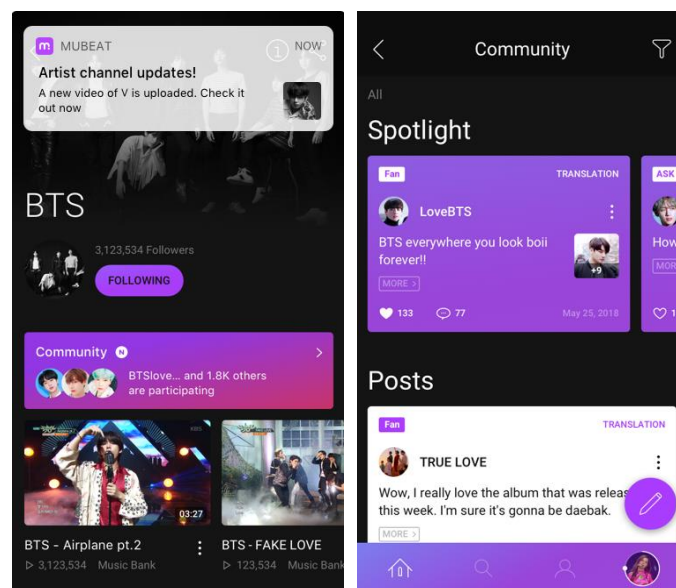 MUBEAT
NOW
Artist channel updates!
A new video of V is uploaded. Check it
out now
BTS
3,123,534 Followers
FOLLOWING
Community N
BTSlove... and 1.8K others
are participating
KBS
03:27
BTS - Airplane pt.2
3,123,534 Music Bank
BTS - FAKE LOVE
123,534 Music Bank
Community
All
Spotlight
Fan
TRANSLATION
LoveBTS
BTS everywhere you look boii
forever!!
+9
MORE >
133
77
May 25, 2018
ASK
How
MOR
1
Posts
Fan
TRANSLATION
TRUE LOVE
Wow, I really love the album that was releas
this week. I'm sure it's gonna be daebak.
MORE >